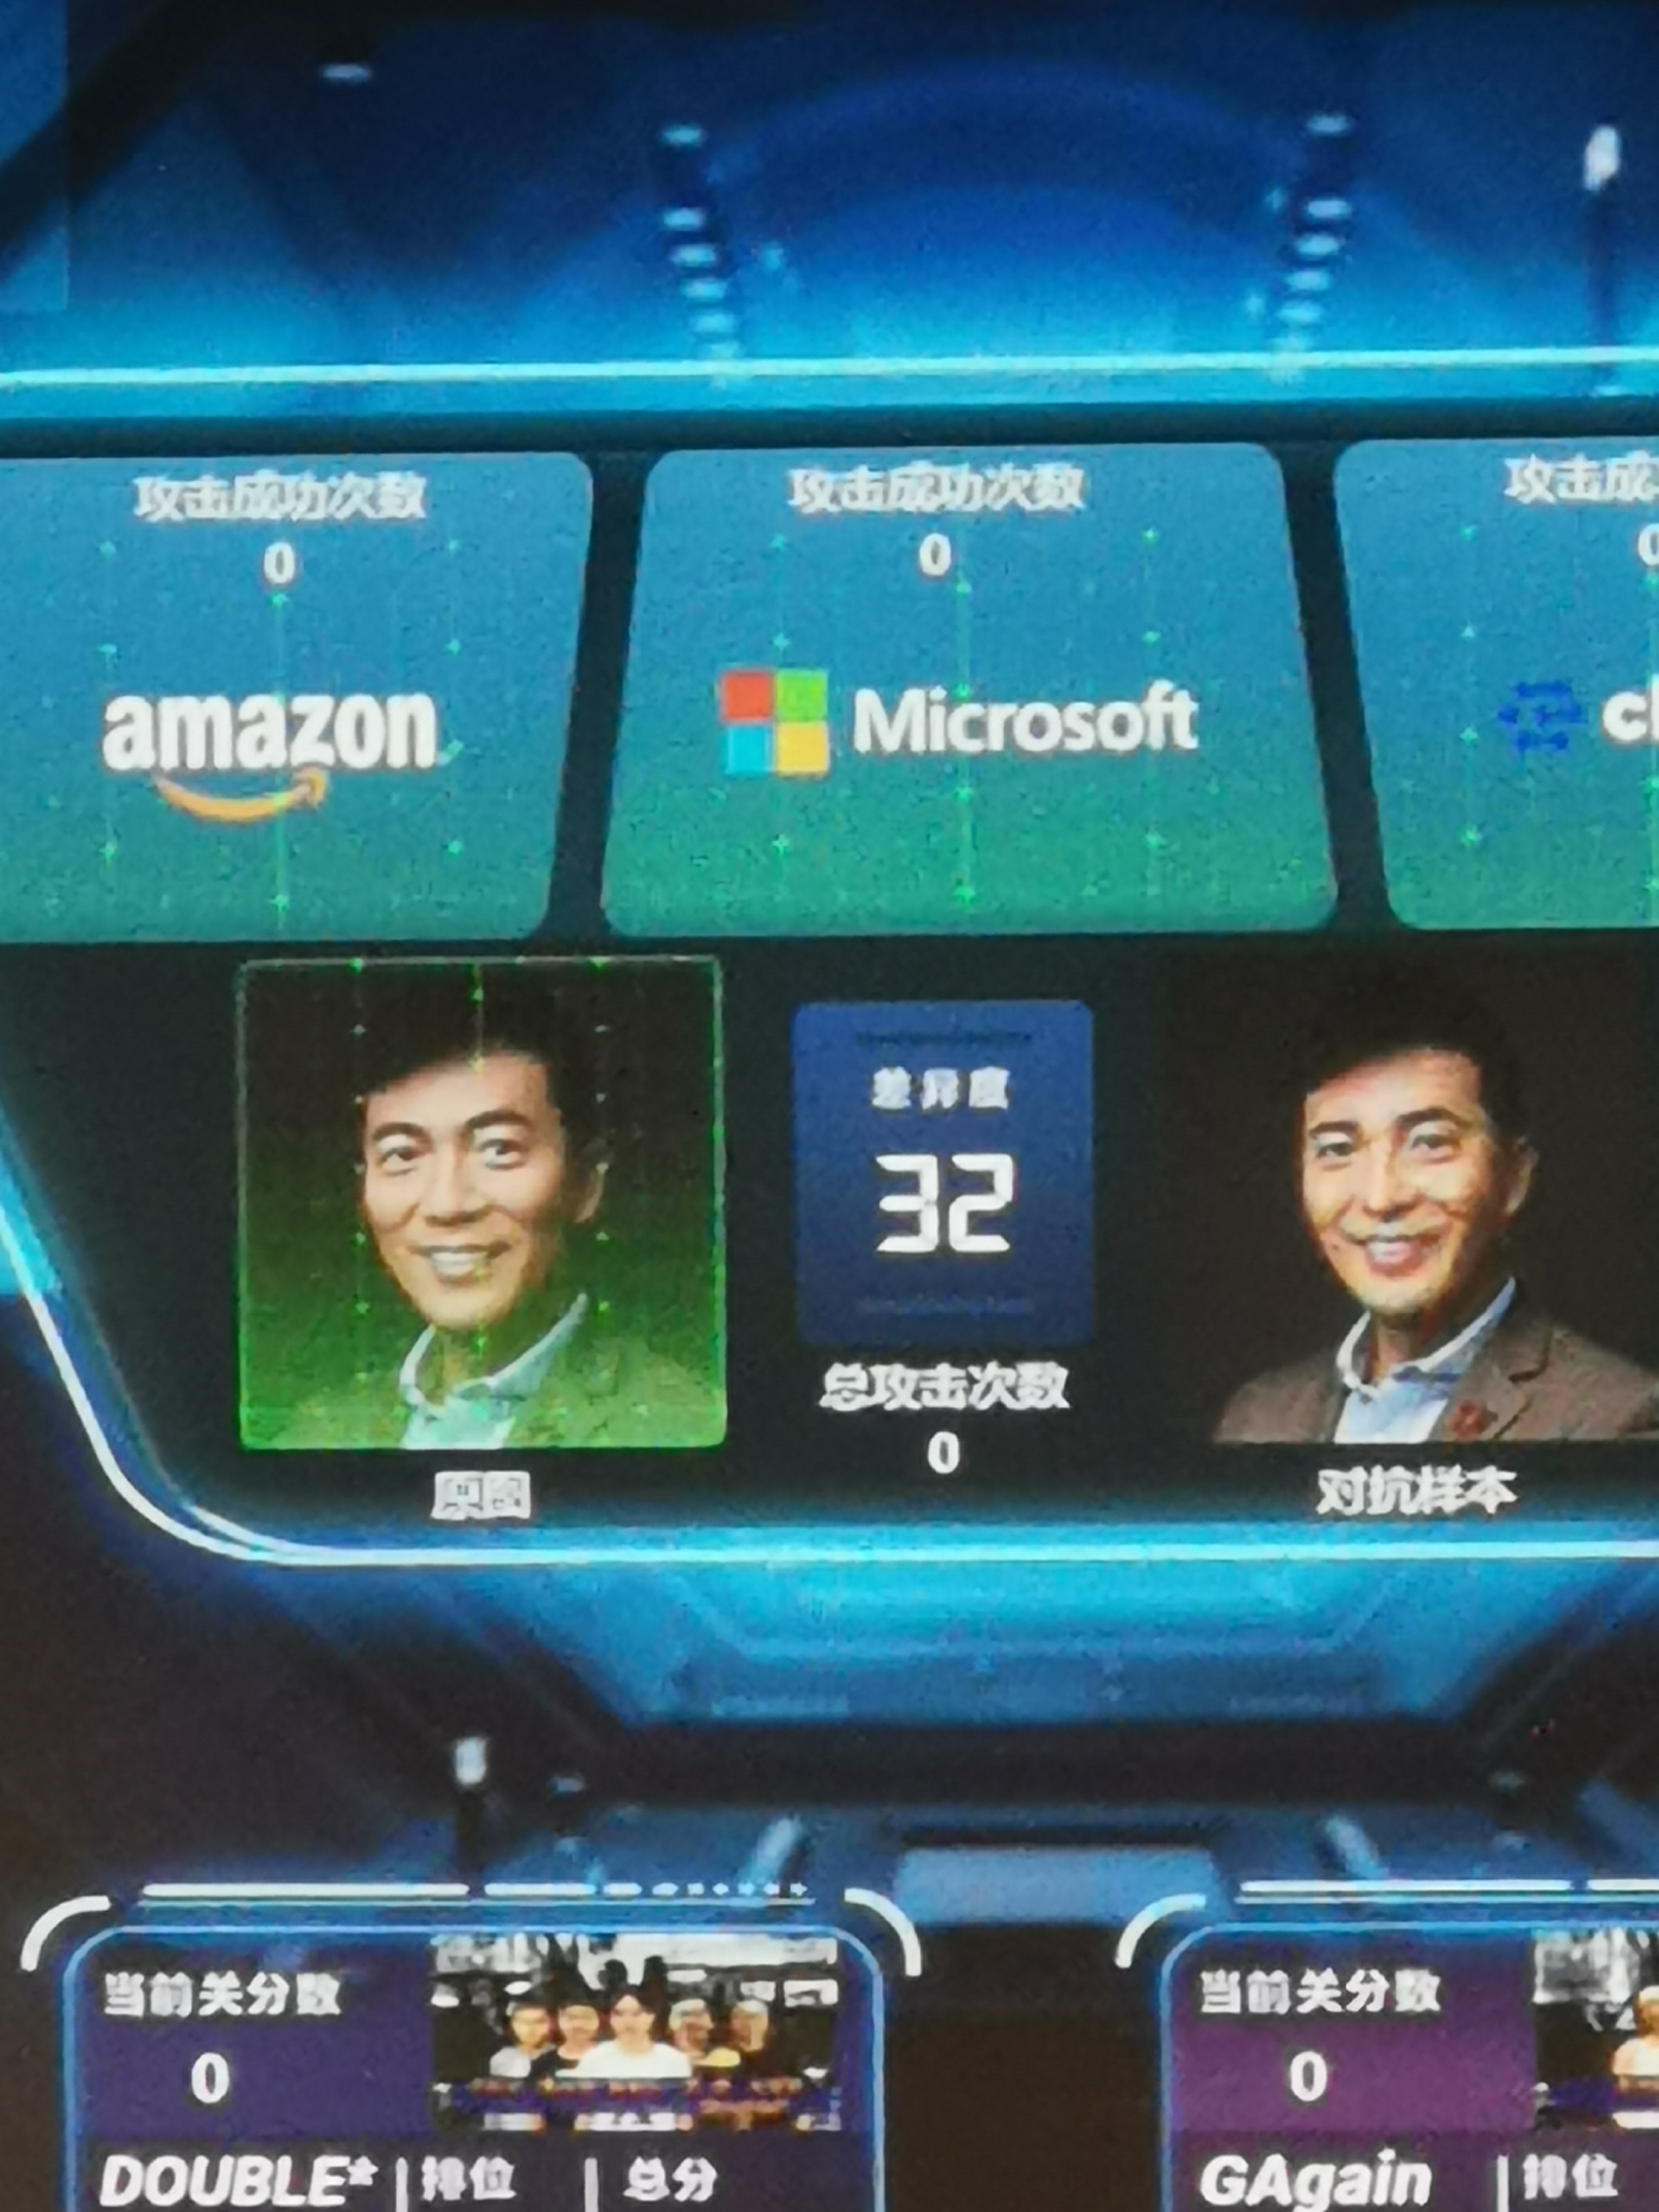 攻击成功次数
0
amazon
攻击成功次数
0
Microsoft
攻击成
0
cl
差异度
32
总攻击次数
0
原图
对抗样本
当前关分数
0
DOUBLE* | 排位 | 总分
当前关分数
0
GAgain | 排位